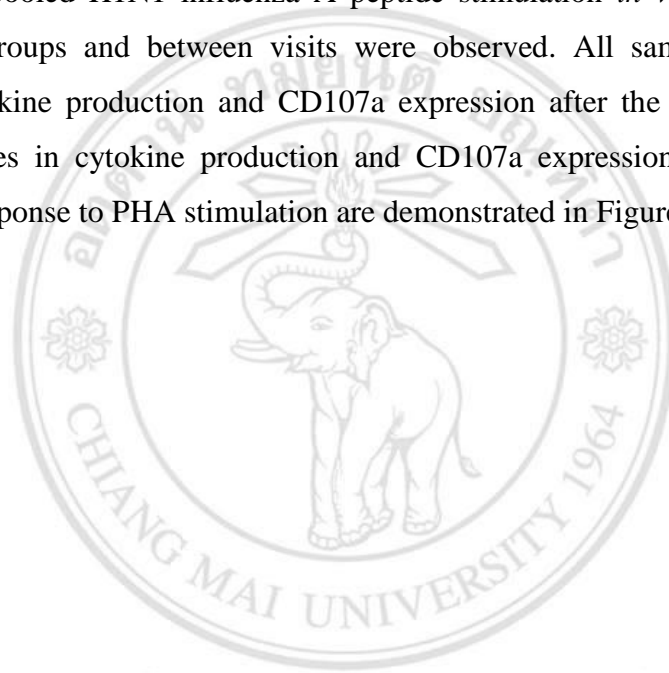 pooled H1N1 influenza A peptide stimulation in v
roups and between visits were observed. All san
kine production and CD107a expression after the
es in cytokine production and CD107a expression
ponse to PHA stimulation are demonstrated in Figure
CHIANG MAI UNIVERSITY 1964